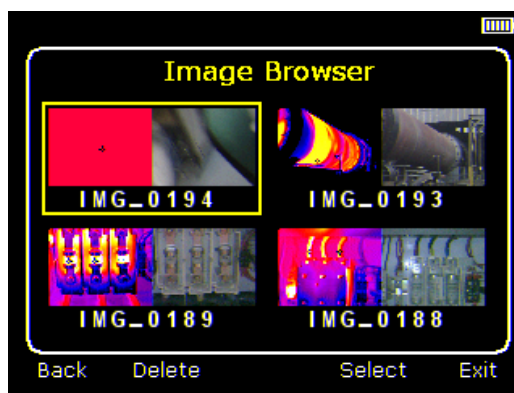 Image Browser
IMG_0194
IMG_0193
IMG_0189
IMG_0188
Back Delete Select Exit